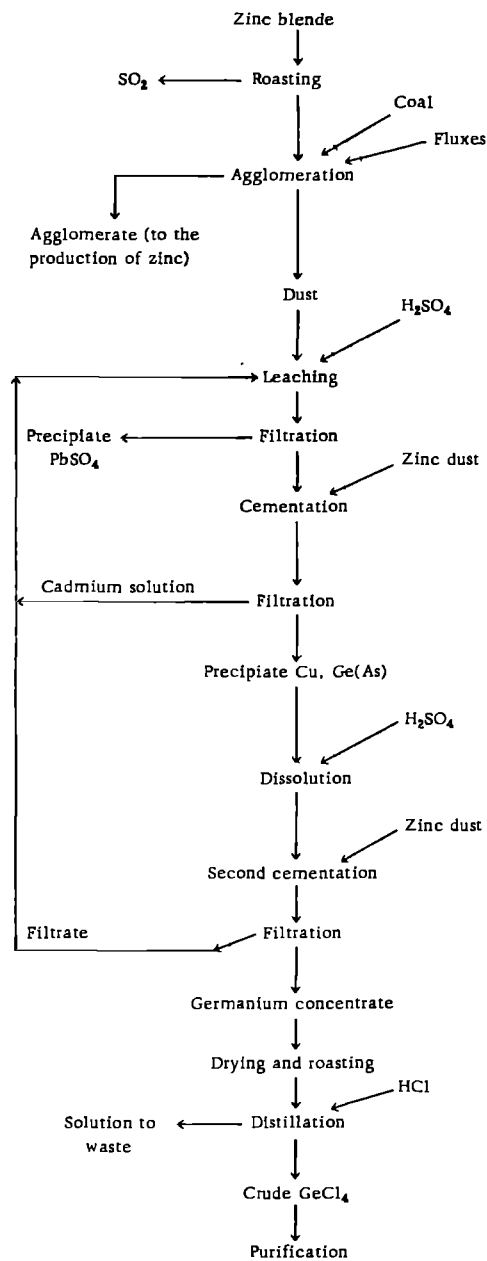 Zinc blende
SO₂
Roasting
Coal
Fluxes
Agglomeration
Agglomerate (to the
production of zinc)
Dust
H₂SO₄
Leaching
Precipiate
PbSO₄
Filtration
Zinc dust
Cementation
Cadmium solution
Filtration
Precipiate Cu, Ge(As)
H₂SO₄
Dissolution
Zinc dust
Second cementation
Filtrate
Filtration
Germanium concentrate
Drying and roasting
HCl
Solution to
waste
Distillation
Crude GeCl₄
Purification